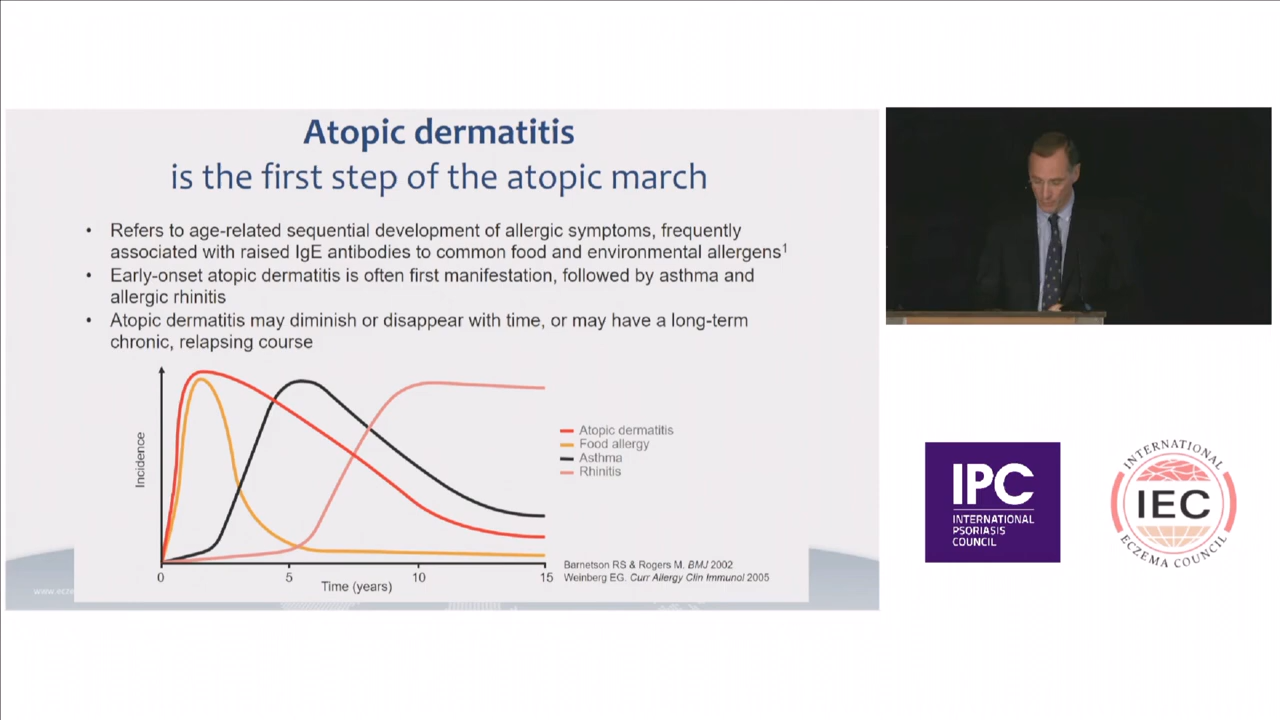 Atopic dermatitis
is the first step of the atopic march
• Refers to age-related sequential development of allergic symptoms, frequently
associated with raised IgE antibodies to common food and environmental allergens¹
• Early-onset atopic dermatitis is often first manifestation, followed by asthma and
allergic rhinitis
• Atopic dermatitis may diminish or disappear with time, or may have a long-term
chronic, relapsing course
Incidence
Atopic dermatitis
Food allergy
Asthma
Rhinitis
0 5 10 15
Time (years)
Barnetson RS & Rogers M. BMJ 2002
Weinberg EG. Curr Allergy Clin Immunol 2005
IPC
INTERNATIONAL
PSORIASIS
COUNCIL
INTERNATIONAL
IEC
ECZEMA COUNCIL